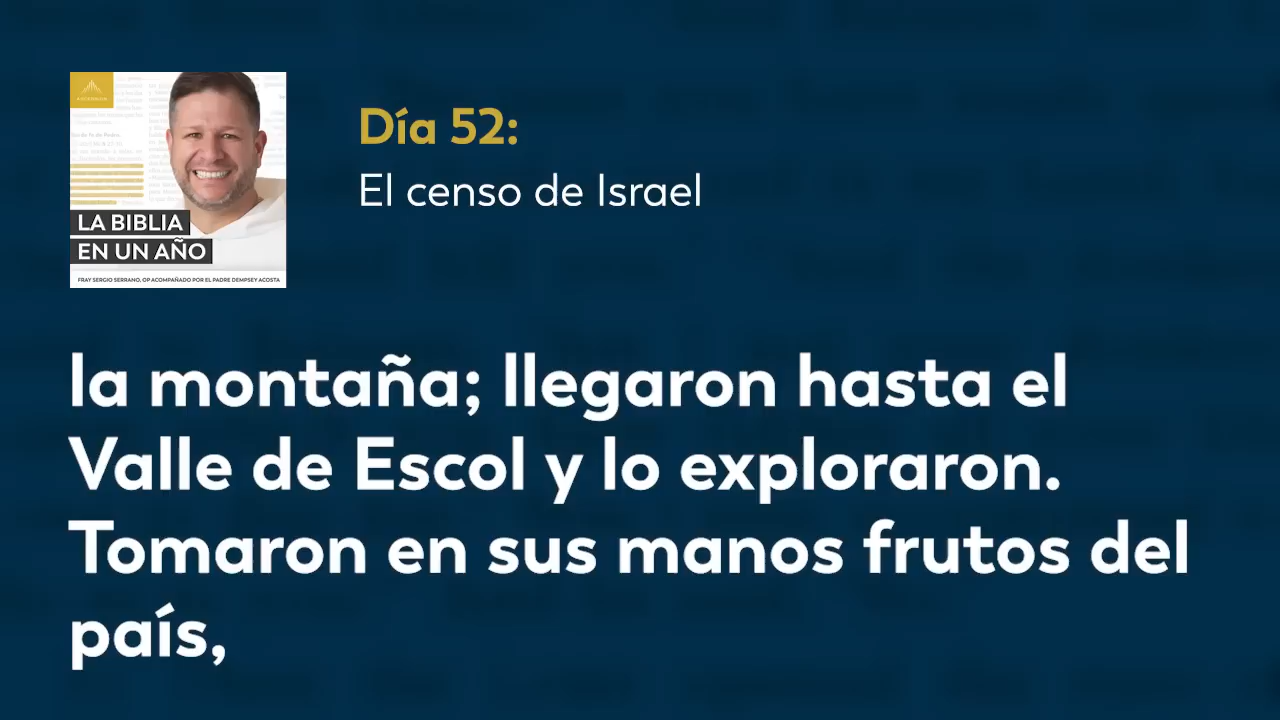 ASCENSION
LA BIBLIA
EN UN AÑO
FRAY SERGIO SERRANO, OP ACOMPAÑADO POR EL PADRE DEMPSEY ACOSTA
Día 52:
El censo de Israel
la montaña; llegaron hasta el
Valle de Escol y lo exploraron.
Tomaron en sus manos frutos del
país,